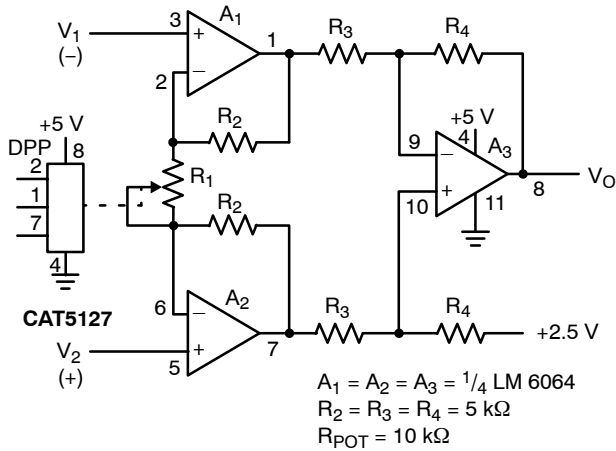 V1
(−)
3
+
A1
1
2
−
R3
R4
R2
+5 V
8
DPP
2
1
7
4
R1
R2
+5 V
4
A3
9
−
+
10
11
8
VO
CAT5127
6
−
A2
7
+
5
V2
(+)
R3
R4
+2.5 V
A1 = A2 = A3 = 1/4 LM 6064
R2 = R3 = R4 = 5 kΩ
RPOT = 10 kΩ